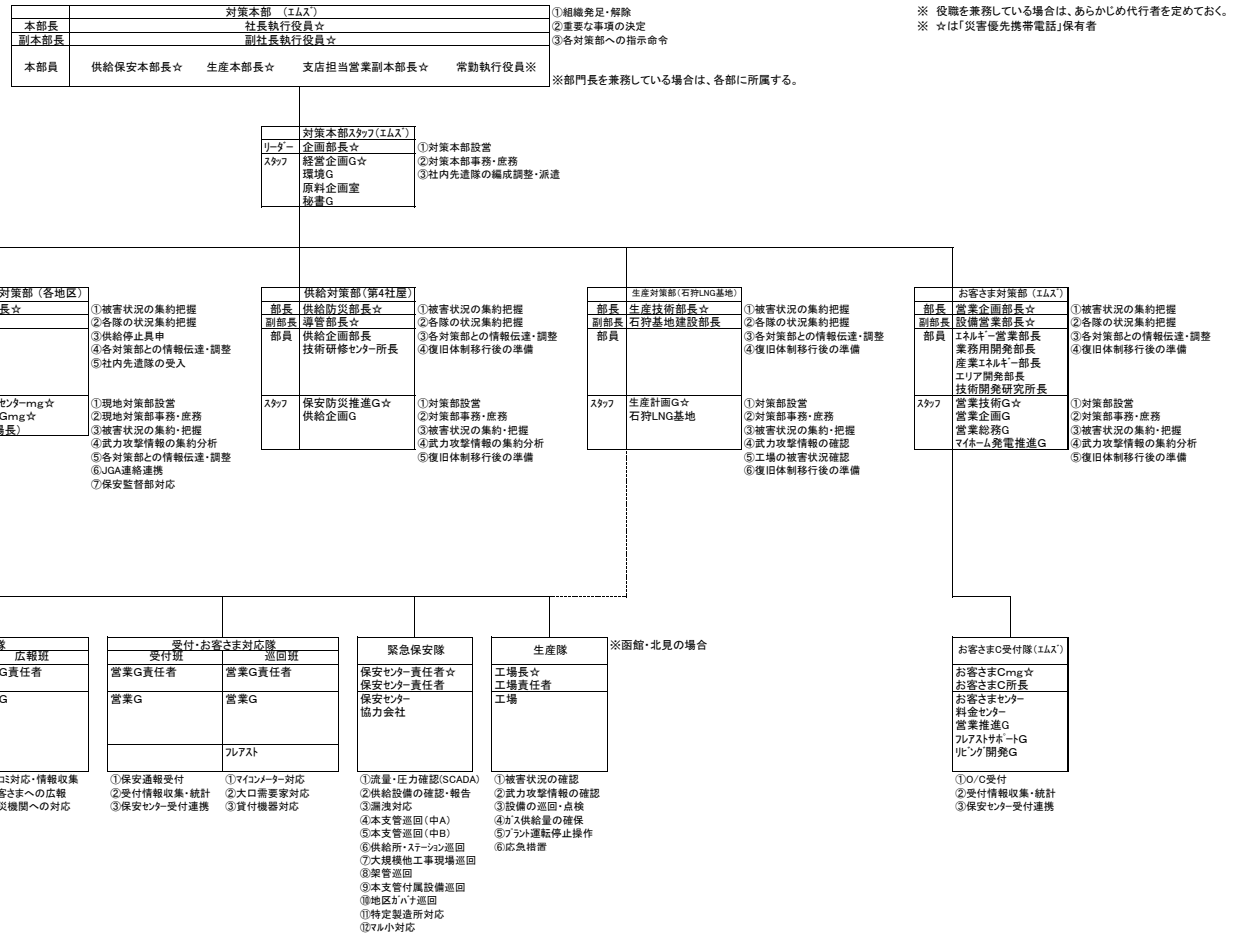 対策本部 (エムズ)
本部長 社長執行役員☆
副本部長 副社長執行役員☆
本部員 供給保安本部長☆ 生産本部長☆ 支店担当営業副本部長☆ 常勤執行役員※
①組織発足・解除
②重要な事項の決定
③各対策部への指示命令
※部門長を兼務している場合は、各部に所属する。
※ 役職を兼務している場合は、あらかじめ代行者を定めておく。
※ ☆は「災害優先携帯電話」保有者
対策本部スタッフ(エムズ)
リーダー 企画部長☆
スタッフ 経営企画G☆
環境G
原料企画室
秘書G
①対策本部設営
②対策本部事務・庶務
③社内先遣隊の編成調整・派遣
対策部 (各地区)
長☆
①被害状況の集約把握
②各隊の状況集約把握
③供給停止具申
④各対策部との情報伝達・調整
⑤社内先遣隊の受入
センターmg☆
Gmg☆
場長)
①現地対策部設営
②現地対策部事務・庶務
③被害状況の集約・把握
④武力攻撃情報の集約分析
⑤各対策部との情報伝達・調整
⑥JGA連絡連携
⑦保安監督部対応
供給対策部(第4社屋)
部長 供給防災部長☆
副部長 導管部長☆
部員 供給企画部長
技術研修センター所長
①被害状況の集約把握
②各隊の状況集約把握
③各対策部との情報伝達・調整
④復旧体制移行後の準備
スタッフ 保安防災推進G☆
供給企画G
①対策部設営
②対策部事務・庶務
③被害状況の集約・把握
④武力攻撃情報の集約分析
⑤復旧体制移行後の準備
生産対策部(石狩LNG基地)
部長 生産技術部長☆
副部長 石狩基地建設部長
部員
①被害状況の集約把握
②各隊の状況集約把握
③各対策部との情報伝達・調整
④復旧体制移行後の準備
スタッフ 生産計画G☆
石狩LNG基地
①対策部設営
②対策部事務・庶務
③被害状況の集約・把握
④武力攻撃情報の確認
⑤工場の被害状況確認
⑥復旧体制移行後の準備
お客さま対策部 (エムズ)
部長 営業企画部長☆
副部長 設備営業部長☆
部員 エネルギー営業部長
業務用開発部長
産業エネルギー部長
エリア開発部長
技術開発研究所長
①被害状況の集約把握
②各隊の状況集約把握
③各対策部との情報伝達・調整
④復旧体制移行後の準備
スタッフ 営業技術G☆
営業企画G
営業総務G
マイホーム発電推進G
①対策部設営
②対策部事務・庶務
③被害状況の集約・把握
④武力攻撃情報の集約分析
⑤復旧体制移行後の準備
隊
広報班
G責任者
G
コミ対応・情報収集
客さまへの広報
災機関への対応
受付・お客さま対応隊
受付班 巡回班
営業G責任者 営業G責任者
営業G 営業G
フレアスト
①保安通報受付
②受付情報収集・統計
③保安センター受付連携
①マイコンメーター対応
②大口需要家対応
③貸付機器対応
緊急保安隊
保安センター責任者☆
保安センター責任者
保安センター
協力会社
①流量・圧力確認(SCADA)
②供給設備の確認・報告
③漏洩対応
④本支管巡回(中A)
⑤本支管巡回(中B)
⑥供給所・ステーション巡回
⑦大規模他工事現場巡回
⑧架管巡回
⑨本支管付属設備巡回
⑩地区ガバナ巡回
⑪特定製造所対応
⑫マル小対応
生産隊
※函館・北見の場合
工場長☆
工場責任者
工場
①被害状況の確認
②武力攻撃情報の確認
③設備の巡回・点検
④ガス供給量の確保
⑤プラント運転停止操作
⑥応急措置
お客さまC受付隊(エムズ)
お客さまCmg☆
お客さまC所長
お客さまセンター
料金センター
営業推進G
フレアストサポートG
リビング開発G
①O/C受付
②受付情報収集・統計
③保安センター受付連携